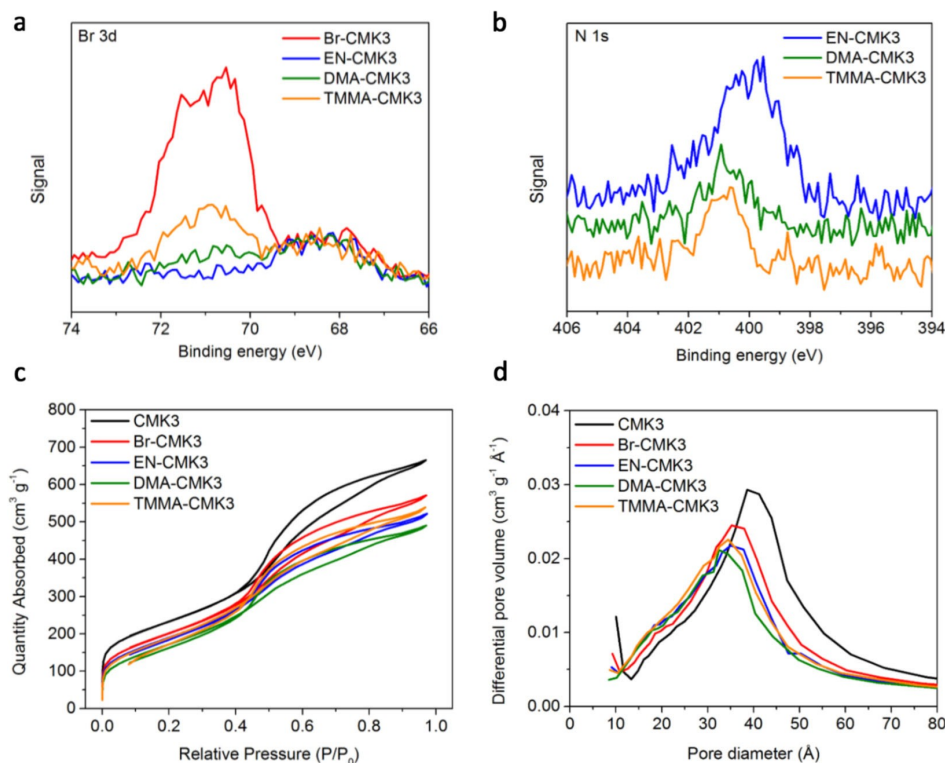 a
Br 3d
Br-CMK3
EN-CMK3
DMA-CMK3
TMMA-CMK3
Signal
74 72 70 68 66
Binding energy (eV)
b
N 1s
EN-CMK3
DMA-CMK3
TMMA-CMK3
Signal
406 404 402 400 398 396 394
Binding energy (eV)
c
800
700
600
500
400
300
200
100
0
CMK3
Br-CMK3
EN-CMK3
DMA-CMK3
TMMA-CMK3
Quantity Absorbed (cm³ g⁻¹)
0.0 0.2 0.4 0.6 0.8 1.0
Relative Pressure (P/P₀)
d
0.04
0.03
0.02
0.01
0.00
CMK3
Br-CMK3
EN-CMK3
DMA-CMK3
TMMA-CMK3
Differential pore volume (cm³ g⁻¹ Å⁻¹)
0 10 20 30 40 50 60 70 80
Pore diameter (Å)